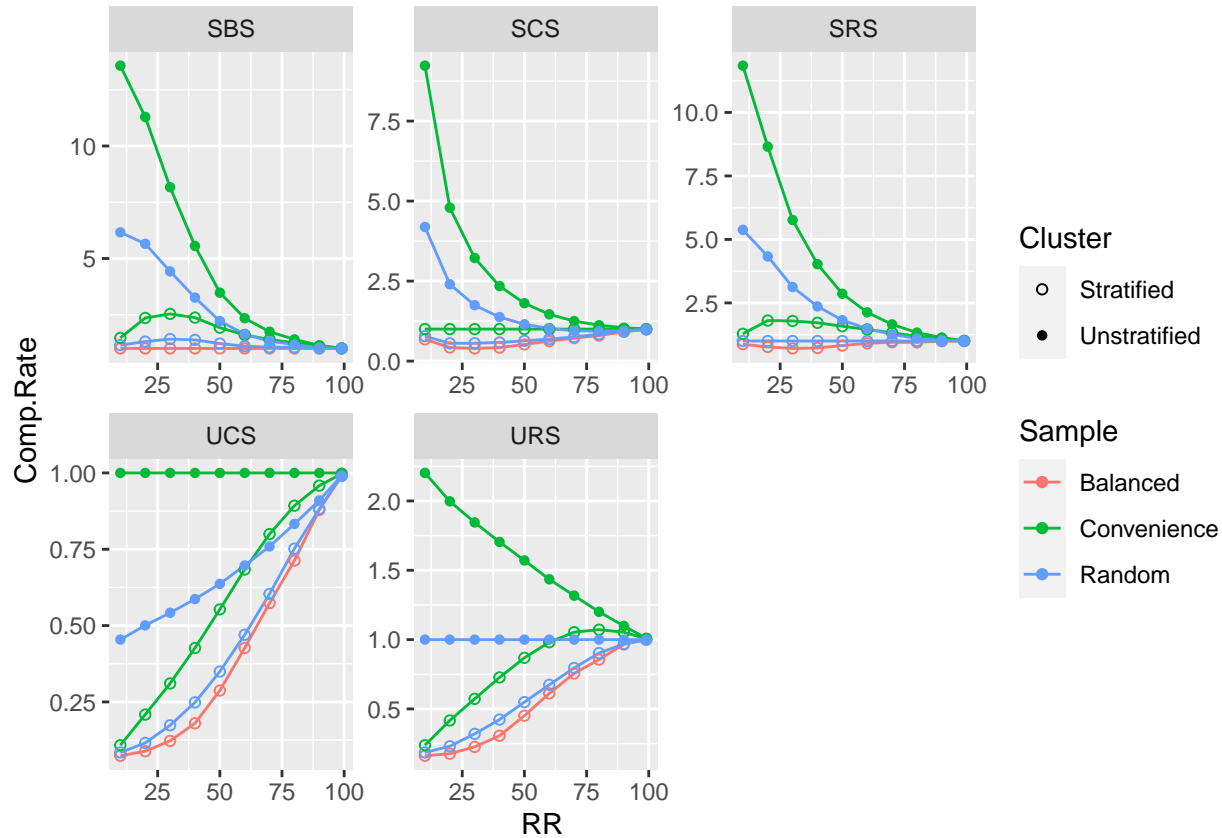 SBS
SCS
SRS
10
5
7.5
5.0
2.5
0.0
10.0
7.5
5.0
2.5
25 50 75 100
25 50 75 100
25 50 75 100
Comp.Rate
UCS
URS
1.00
0.75
0.50
0.25
2.0
1.5
1.0
0.5
25 50 75 100
25 50 75 100
RR
Cluster
Stratified
Unstratified
Sample
Balanced
Convenience
Random